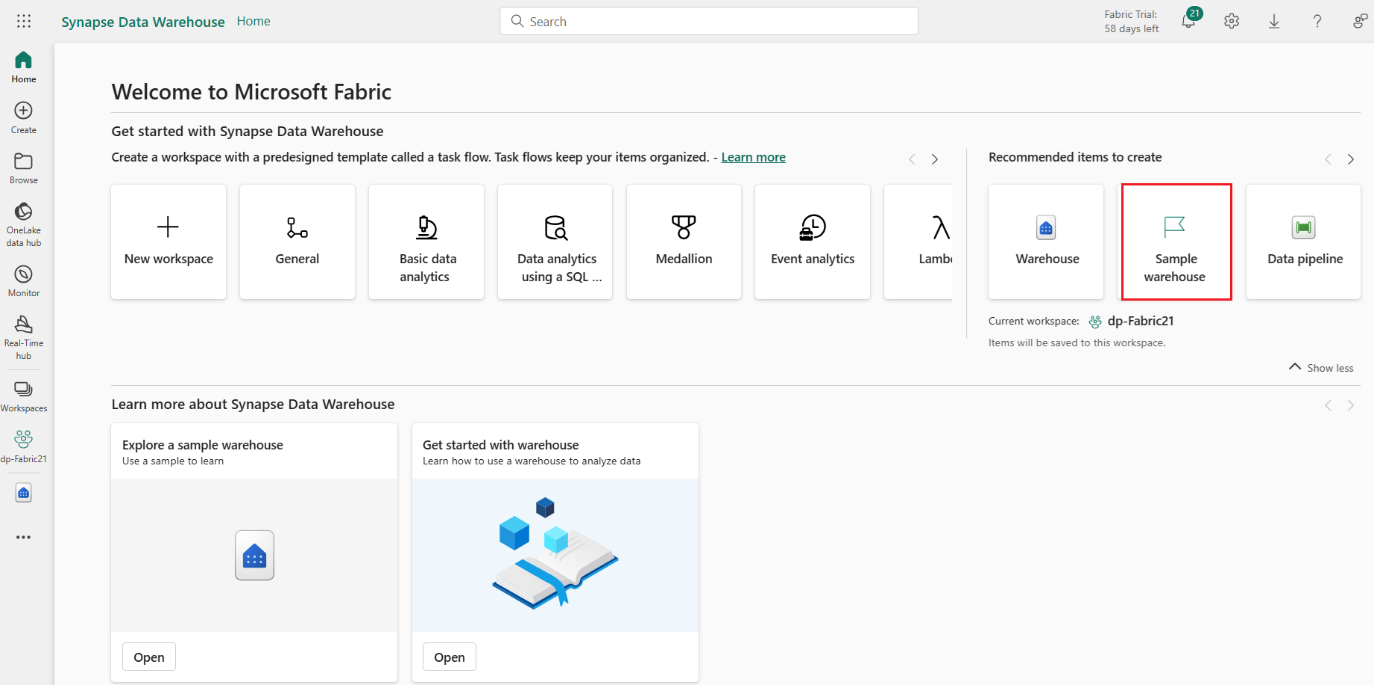 Synapse Data Warehouse Home
Search
Fabric Trial:
58 days left
21
Home
Create
Browse
OneLake
data hub
Monitor
Real-Time
hub
Workspaces
dp-Fabric21
Welcome to Microsoft Fabric
Get started with Synapse Data Warehouse
Create a workspace with a predesigned template called a task flow. Task flows keep your items organized. - Learn more
New workspace
General
Basic data
analytics
Data analytics
using a SQL ...
Medallion
Event analytics
Lambe
Recommended items to create
Warehouse
Sample
warehouse
Data pipeline
Current workspace: dp-Fabric21
Items will be saved to this workspace.
Show less
Learn more about Synapse Data Warehouse
Explore a sample warehouse
Use a sample to learn
Open
Get started with warehouse
Learn how to use a warehouse to analyze data
Open